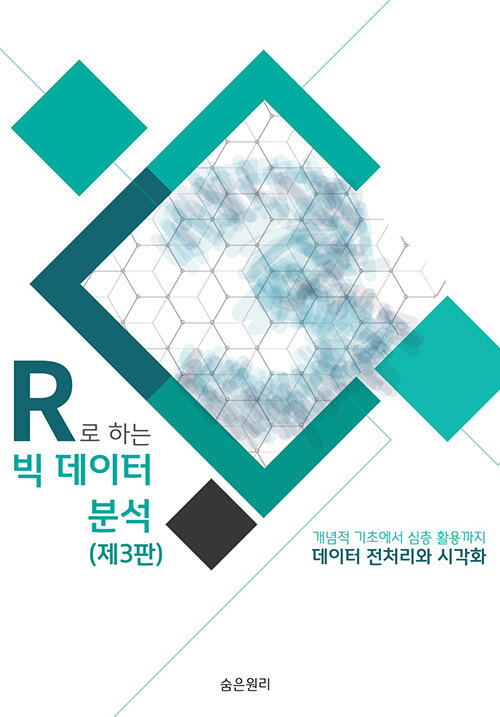 R로 하는
빅 데이터
분석
(제3판)
개념적 기초에서 심층 활용까지
데이터 전처리와 시각화
숨은원리